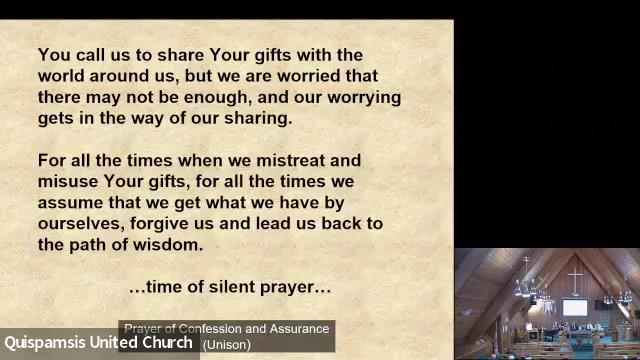 You call us to share Your gifts with the
world around us, but we are worried that
there may not be enough, and our worrying
gets in the way of our sharing.
For all the times when we mistreat and
misuse Your gifts, for all the times we
assume that we get what we have by
ourselves, forgive us and lead us back to
the path of wisdom.
…time of silent prayer…
Prayer of Confession and Assurance
(Unison)
Quispamsis United Church